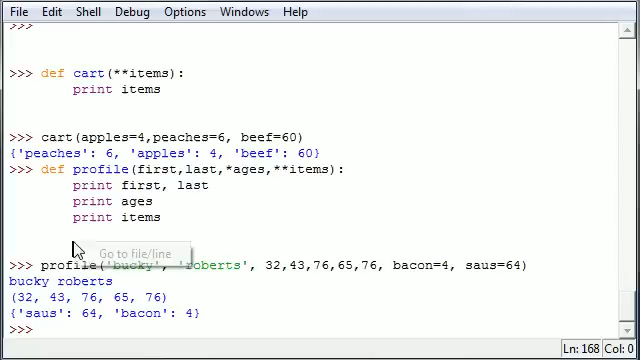 File Edit Shell Debug Options Windows Help
>>>
>>> def cart(**items):
print items
>>> cart(apples=4,peaches=6, beef=60)
{'peaches': 6, 'apples': 4, 'beef': 60}
>>> def profile(first,last,*ages,**items):
print first, last
print ages
print items
Go to file/line
>>> profile('bucky', 'roberts', 32,43,76,65,76, bacon=4, saus=64)
bucky roberts
(32, 43, 76, 65, 76)
{'saus': 64, 'bacon': 4}
>>>
Ln: 168 Col: 0